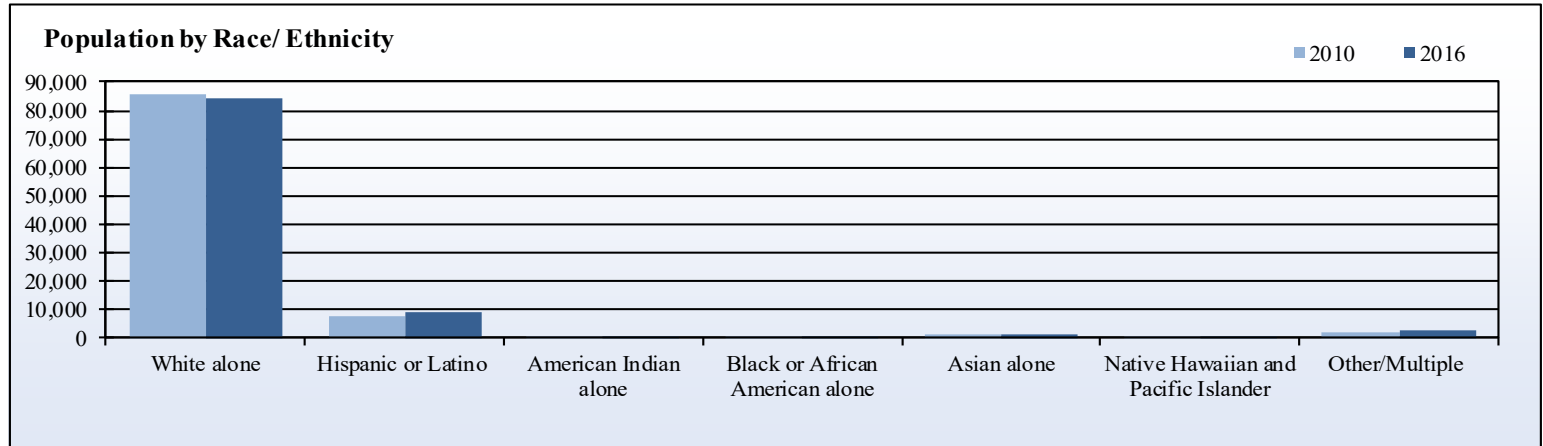 Population by Race/ Ethnicity
2010 2016
90,000
80,000
70,000
60,000
50,000
40,000
30,000
20,000
10,000
0
White alone
Hispanic or Latino
American Indian
alone
Black or African
American alone
Asian alone
Native Hawaiian and
Pacific Islander
Other/Multiple